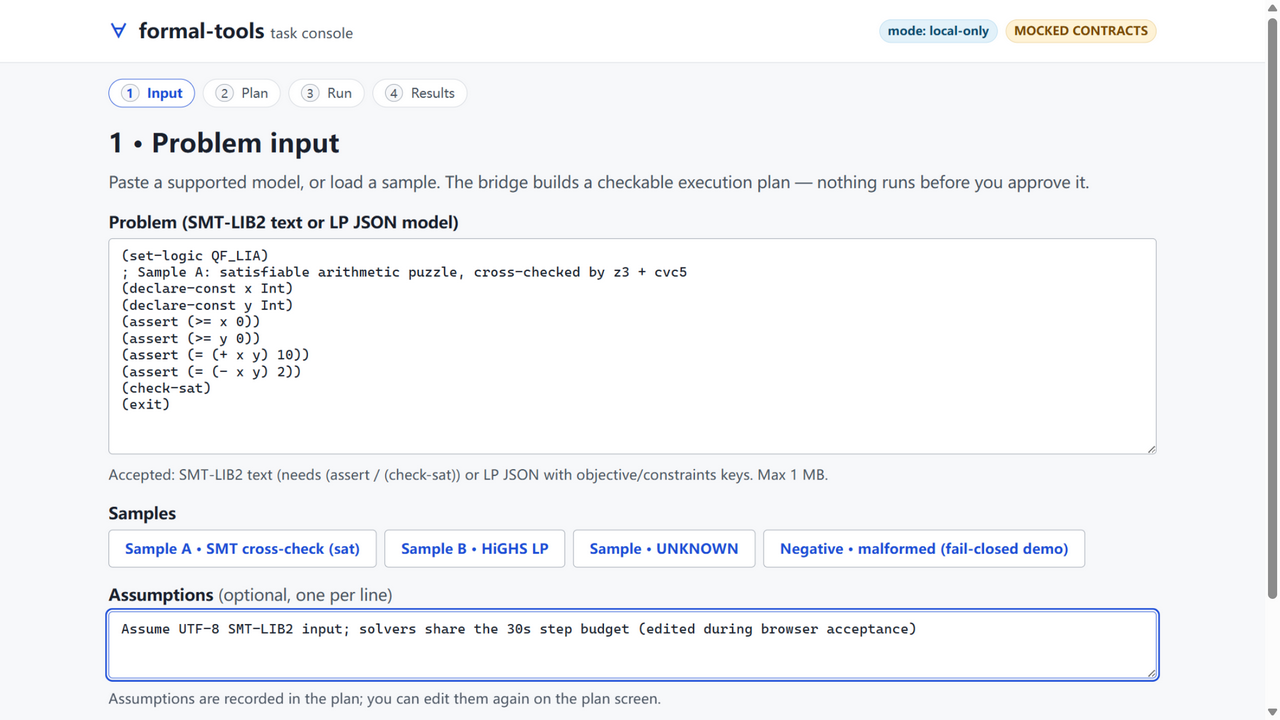 ∀ formal-tools task console
mode: local-only
MOCKED CONTRACTS
1 Input
2 Plan
3 Run
4 Results
1 • Problem input
Paste a supported model, or load a sample. The bridge builds a checkable execution plan — nothing runs before you approve it.
Problem (SMT-LIB2 text or LP JSON model)
(set-logic QF_LIA)
; Sample A: satisfiable arithmetic puzzle, cross-checked by z3 + cvc5
(declare-const x Int)
(declare-const y Int)
(assert (>= x 0))
(assert (>= y 0))
(assert (= (+ x y) 10))
(assert (= (- x y) 2))
(check-sat)
(exit)
Accepted: SMT-LIB2 text (needs (assert / (check-sat)) or LP JSON with objective/constraints keys. Max 1 MB.
Samples
Sample A • SMT cross-check (sat)
Sample B • HiGHS LP
Sample • UNKNOWN
Negative • malformed (fail-closed demo)
Assumptions (optional, one per line)
Assume UTF-8 SMT-LIB2 input; solvers share the 30s step budget (edited during browser acceptance)
Assumptions are recorded in the plan; you can edit them again on the plan screen.